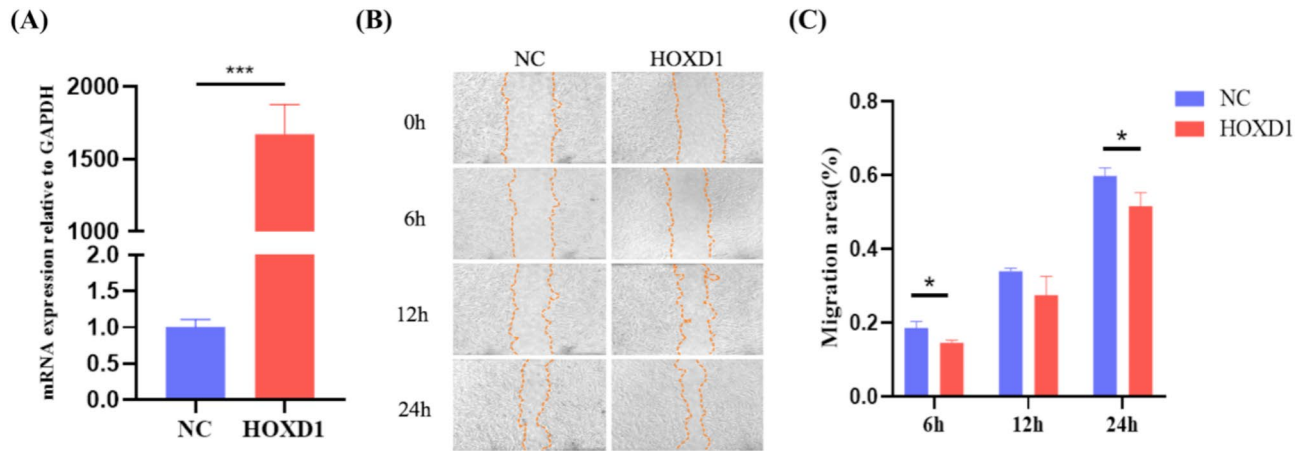 (A)
mRNA expression relative to GAPDH
***
2000
1500
1000
2.0
1.5
1.0
0.5
0.0
NC HOXD1
(B)
NC HOXD1
0h
6h
12h
24h
(C)
Migration area(%)
0.8
0.6
0.4
0.2
0.0
*
*
6h 12h 24h
NC
HOXD1